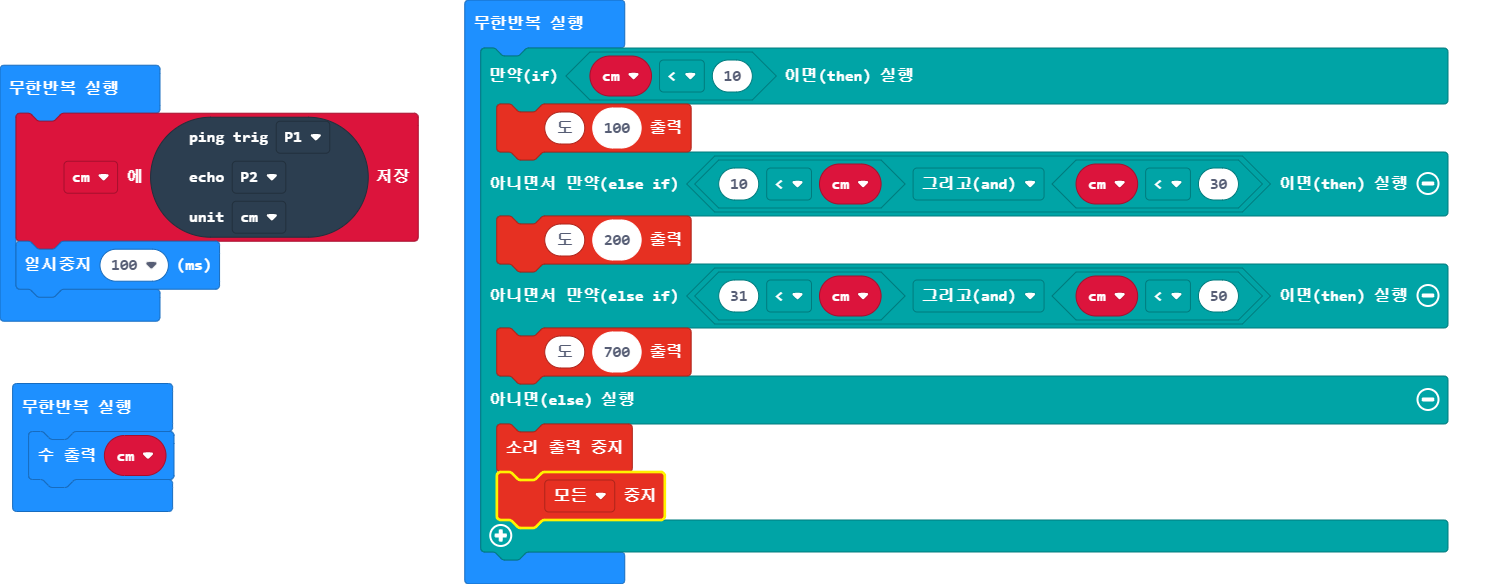 무한반복 실행
cm 에 ping trig P1 저장
echo P2
unit cm
일시중지 100 (ms)
무한반복 실행
수 출력 cm
무한반복 실행
만약(if) cm < 10 이면(then) 실행
도 100 출력
아니면서 만약(else if) 10 < cm 그리고(and) cm < 30 이면(then) 실행
도 200 출력
아니면서 만약(else if) 31 < cm 그리고(and) cm < 50 이면(then) 실행
도 700 출력
아니면(else) 실행
소리 출력 중지
모든 중지